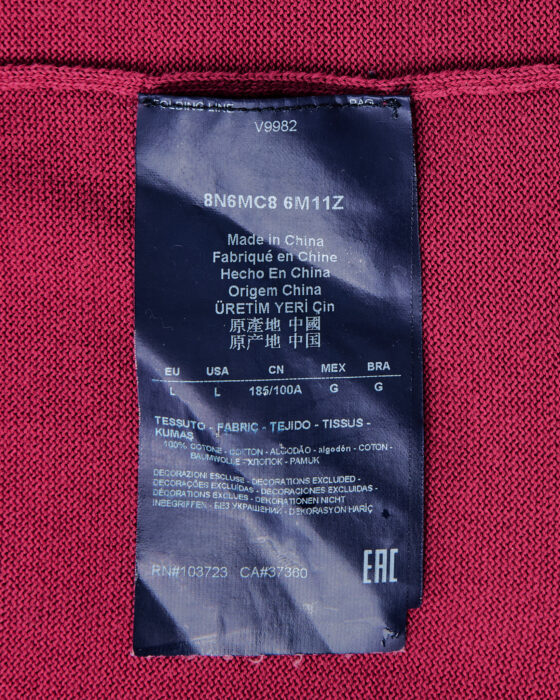 FOLDING LINE BAG
V9982
8N6MC8 6M11Z
Made in China
Fabriqué en Chine
Hecho En China
Origem China
ÜRETİM YERİ Çin
原產地 中國
原产地 中国
EU USA CN MEX BRA
L L 185/100A G G
TESSUTO - FABRIC - TEJIDO - TISSUS -
KUMAŞ
100% COTONE - COTTON - ALGODÃO - algodón - COTON -
BAUMWOLLE - ХЛОПОК - PAMUK
DECORAZIONI ESCLUSE - DECORATIONS EXCLUDED -
DECORAÇÕES EXCLUÍDAS - DECORACIONES EXCLUIDAS -
DÉCORATIONS EXCLUES - DEKORATIONEN NICHT
INBEGRIFFEN - БЕЗ УКРАШЕНИЙ - DEKORASYON HARİÇ
RN#103723 CA#37360
EAC